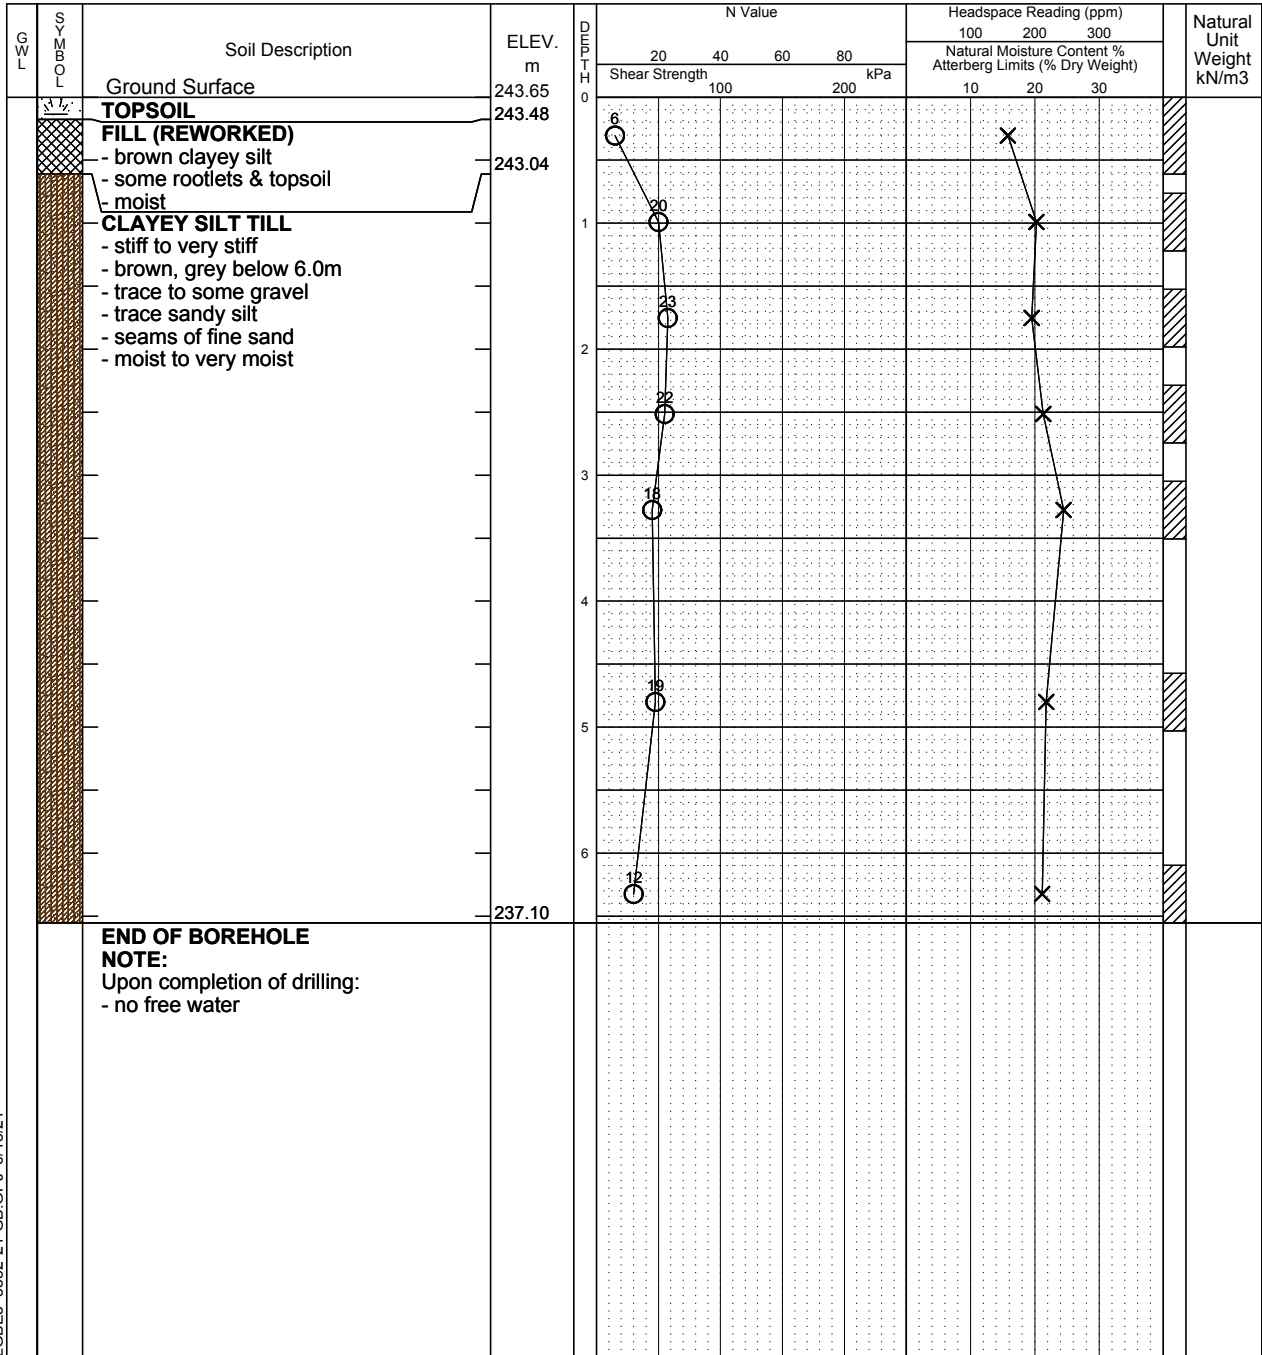 GWL
SYMBOL
Soil Description
Ground Surface
ELEV.
m
243.65
DEPTH
N Value
20 40 60 80
Shear Strength kPa
100 200
Headspace Reading (ppm)
100 200 300
Natural Moisture Content %
Atterberg Limits (% Dry Weight)
10 20 30
Natural
Unit
Weight
kN/m3
0
TOPSOIL
243.48
FILL (REWORKED)
- brown clayey silt
243.04
- some rootlets & topsoil
- moist
CLAYEY SILT TILL
- stiff to very stiff
- brown, grey below 6.0m
- trace to some gravel
- trace sandy silt
- seams of fine sand
- moist to very moist
6
20
1
23
2
22
3
18
4
19
5
6
12
237.10
END OF BOREHOLE
NOTE:
Upon completion of drilling:
- no free water